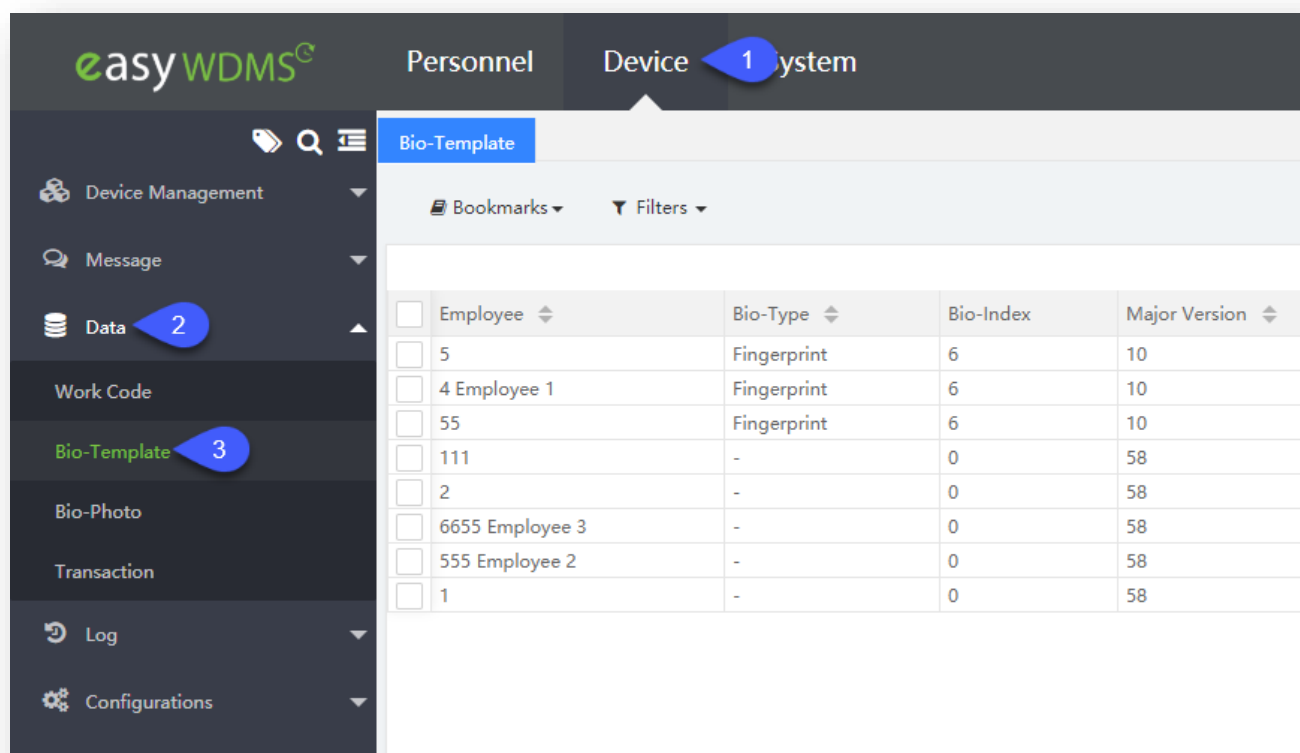 easy WDMS Personnel Device 1 System
Bio-Template
Device Management
Bookmarks Filters
Message
Data 2
Employee Bio-Type Bio-Index Major Version
5 Fingerprint 6 10
4 Employee 1 Fingerprint 6 10
55 Fingerprint 6 10
111 - 0 58
2 - 0 58
6655 Employee 3 - 0 58
555 Employee 2 - 0 58
1 - 0 58
Work Code
Bio-Template 3
Bio-Photo
Transaction
Log
Configurations